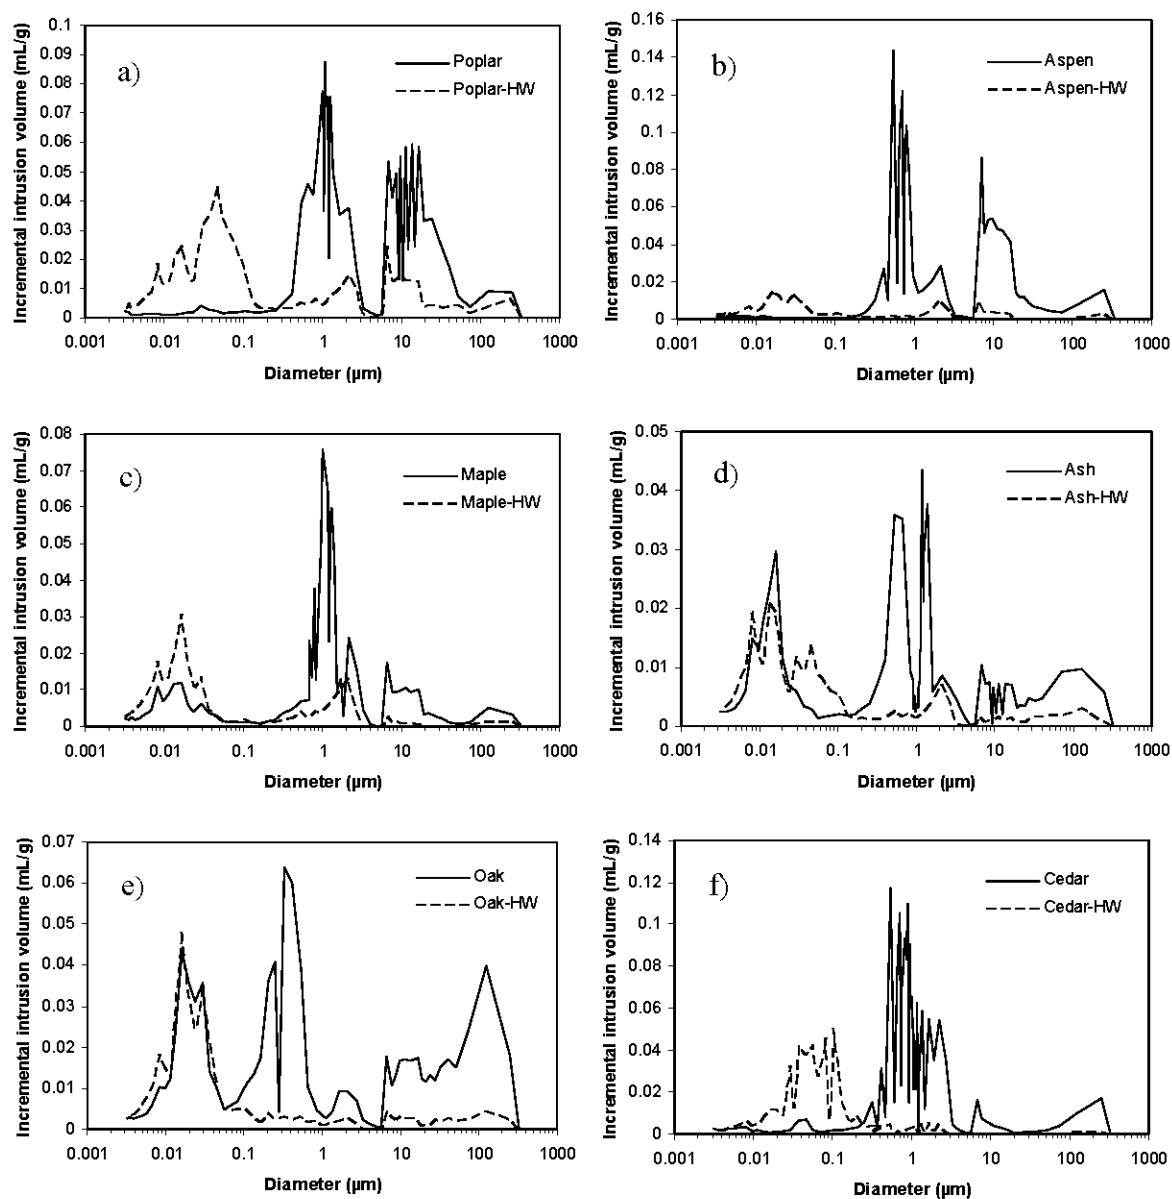 a)
Incremental intrusion volume (mL/g)
0.1
0.09
0.08
0.07
0.06
0.05
0.04
0.03
0.02
0.01
0
Poplar
Poplar-HW
0.001 0.01 0.1 1 10 100 1000
Diameter (µm)
b)
Incremental intrusion volume (mL/g)
0.16
0.14
0.12
0.1
0.08
0.06
0.04
0.02
0
Aspen
Aspen-HW
0.001 0.01 0.1 1 10 100 1000
Diameter (µm)
c)
Incremental intrusion volume (mL/g)
0.08
0.07
0.06
0.05
0.04
0.03
0.02
0.01
0
Maple
Maple-HW
0.001 0.01 0.1 1 10 100 1000
Diameter (µm)
d)
Incremental intrusion volume (mL/g)
0.05
0.04
0.03
0.02
0.01
0
Ash
Ash-HW
0.001 0.01 0.1 1 10 100 1000
Diameter (µm)
e)
Incremental intrusion volume (mL/g)
0.07
0.06
0.05
0.04
0.03
0.02
0.01
0
Oak
Oak-HW
0.001 0.01 0.1 1 10 100 1000
Diameter (µm)
f)
Incremental intrusion volume (mL/g)
0.14
0.12
0.1
0.08
0.06
0.04
0.02
0
Cedar
Cedar-HW
0.001 0.01 0.1 1 10 100 1000
Diameter (µm)